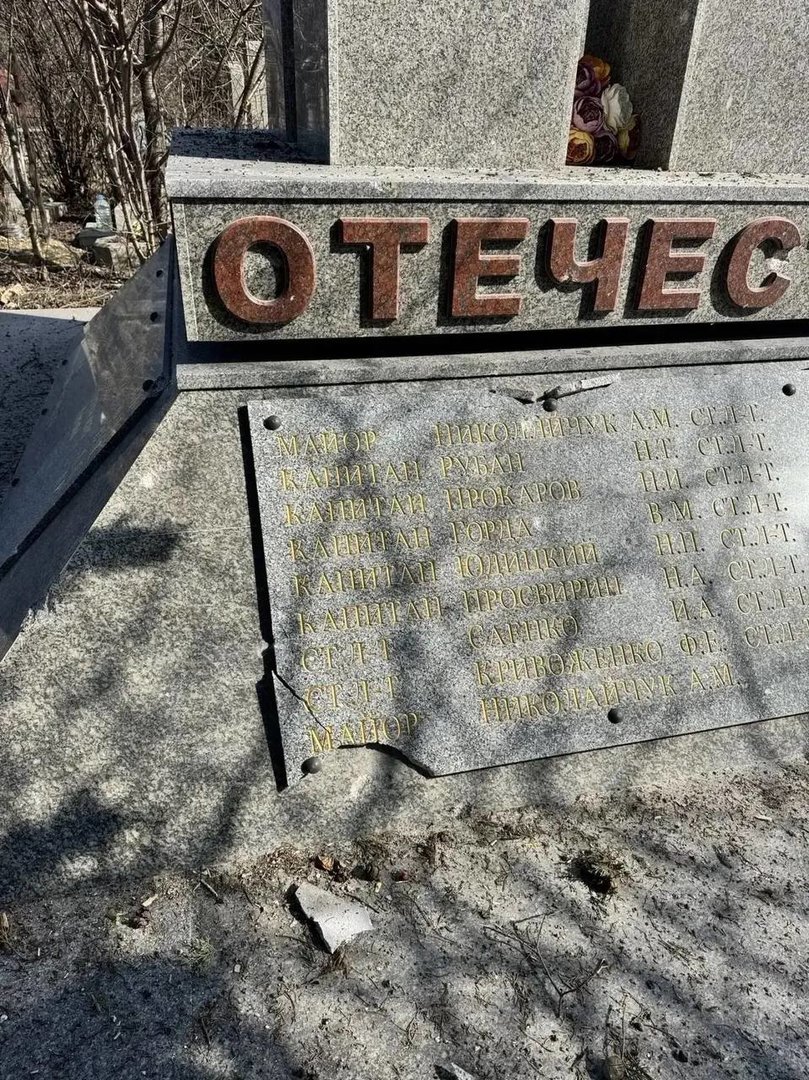 ОТЕЧЕС
МАЙОР НИКОЛАЙЧУК А.М. СТ.Л-Т.
КАПИТАН РУБАН Н.Т. СТ.Л-Т.
КАПИТАН ПРОКАРОВ П.И. СТ.Л-Т.
КАПИТАН ГОРДА В.М. СТ.Л-Т.
КАПИТАН ЮДИЦКИЙ Н.П. СТ.Л-Т.
КАПИТАН ПРОСВИРИН Н.А. СТ.Л-Т.
СТ.Л-Т САЕНКО И.А. СТ.Л-Т
СТ.Л-Т КРИВОЖЕНКО Ф.Е. СТ.Л-
МАЙОР НИКОЛАЙЧУК А.М.